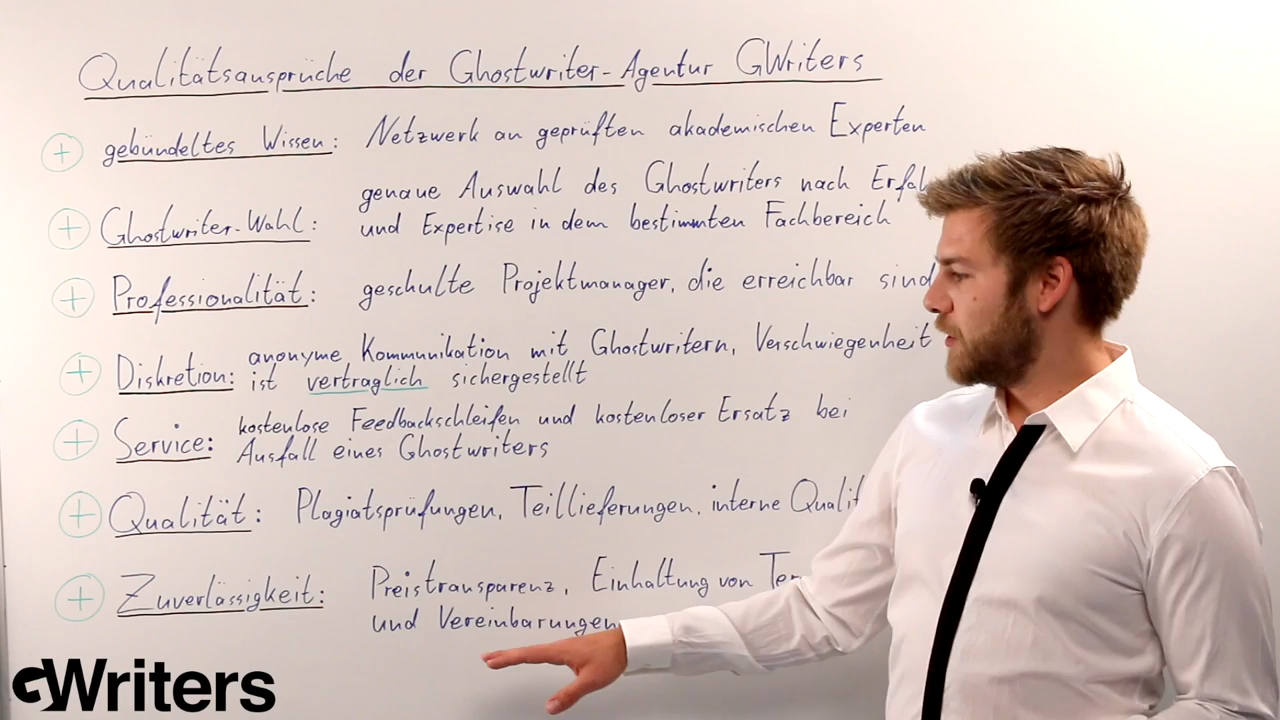 Qualitätsansprüche der Ghostwriter-Agentur GWriters
+ gebündeltes Wissen: Netzwerk an geprüften akademischen Experten
genaue Auswahl des Ghostwriters nach
+ Ghostwriter-Wahl: und Expertise in dem bestimmten Fachbereich
+ Professionalität: geschulte Projektmanager, die erreichbar sind
anonyme Kommunikation mit Ghostwritern, Verschwiegenheit
+ Diskretion: ist vertraglich sichergestellt
kostenlose Feedbackschleifen und kostenloser Ersatz bei
+ Service: Ausfall eines Ghostwriters
+ Qualität: Plagiatsprüfungen, Teillieferungen, interne
+ Zuverlässigkeit: Preistransparenz, Einhaltung von
und Vereinbarungen
GWriters